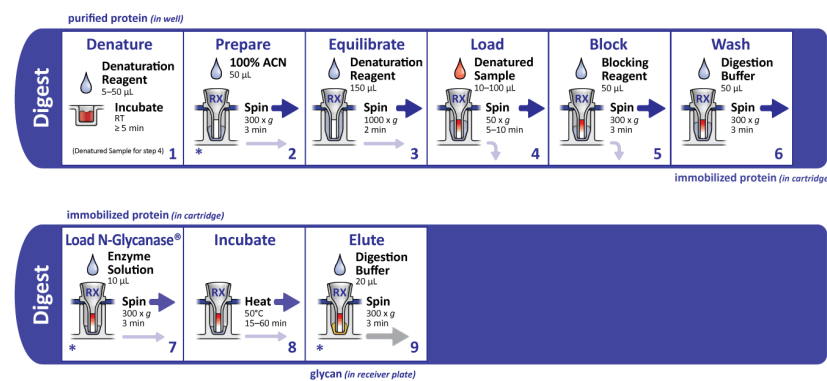 purified protein (in well)
Digest
Denature
Denaturation
Reagent
5–50 µL
Incubate
RT
≥ 5 min
(Denatured Sample for step 4) 1
Prepare
100% ACN
50 µL
RX
Spin
300 x g
3 min
* 2
Equilibrate
Denaturation
Reagent
150 µL
RX
Spin
1000 x g
2 min
3
Load
Denatured
Sample
10–100 µL
RX
Spin
50 x g
5–10 min
4
Block
Blocking
Reagent
50 µL
RX
Spin
300 x g
3 min
5
Wash
Digestion
Buffer
50 µL
RX
Spin
300 x g
3 min
6
immobilized protein (in cartridge
immobilized protein (in cartridge)
Digest
Load N-Glycanase®
Enzyme
Solution
10 µL
RX
Spin
300 x g
3 min
* 7
Incubate
RX
Heat
50°C
15–60 min
8
Elute
Digestion
Buffer
20 µL
RX
Spin
300 x g
3 min
* 9
glycan (in receiver plate)